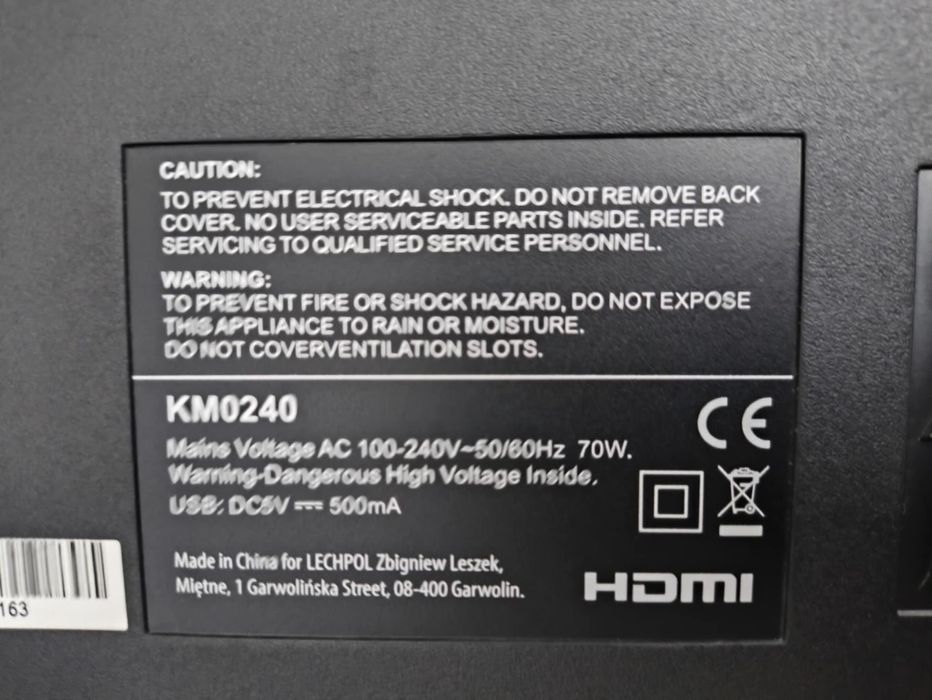 CAUTION:
TO PREVENT ELECTRICAL SHOCK. DO NOT REMOVE BACK
COVER. NO USER SERVICEABLE PARTS INSIDE. REFER
SERVICING TO QUALIFIED SERVICE PERSONNEL.
WARNING:
TO PREVENT FIRE OR SHOCK HAZARD, DO NOT EXPOSE
THIS APPLIANCE TO RAIN OR MOISTURE.
DO NOT COVERVENTILATION SLOTS.
KM0240
CE
Mains Voltage AC 100-240V~50/60Hz 70W.
Warning-Dangerous High Voltage Inside.
USB: DC5V ⎓ 500mA
Made in China for LECHPOL Zbigniew Leszek,
Miętne, 1 Garwolińska Street, 08-400 Garwolin.
HDMI
163